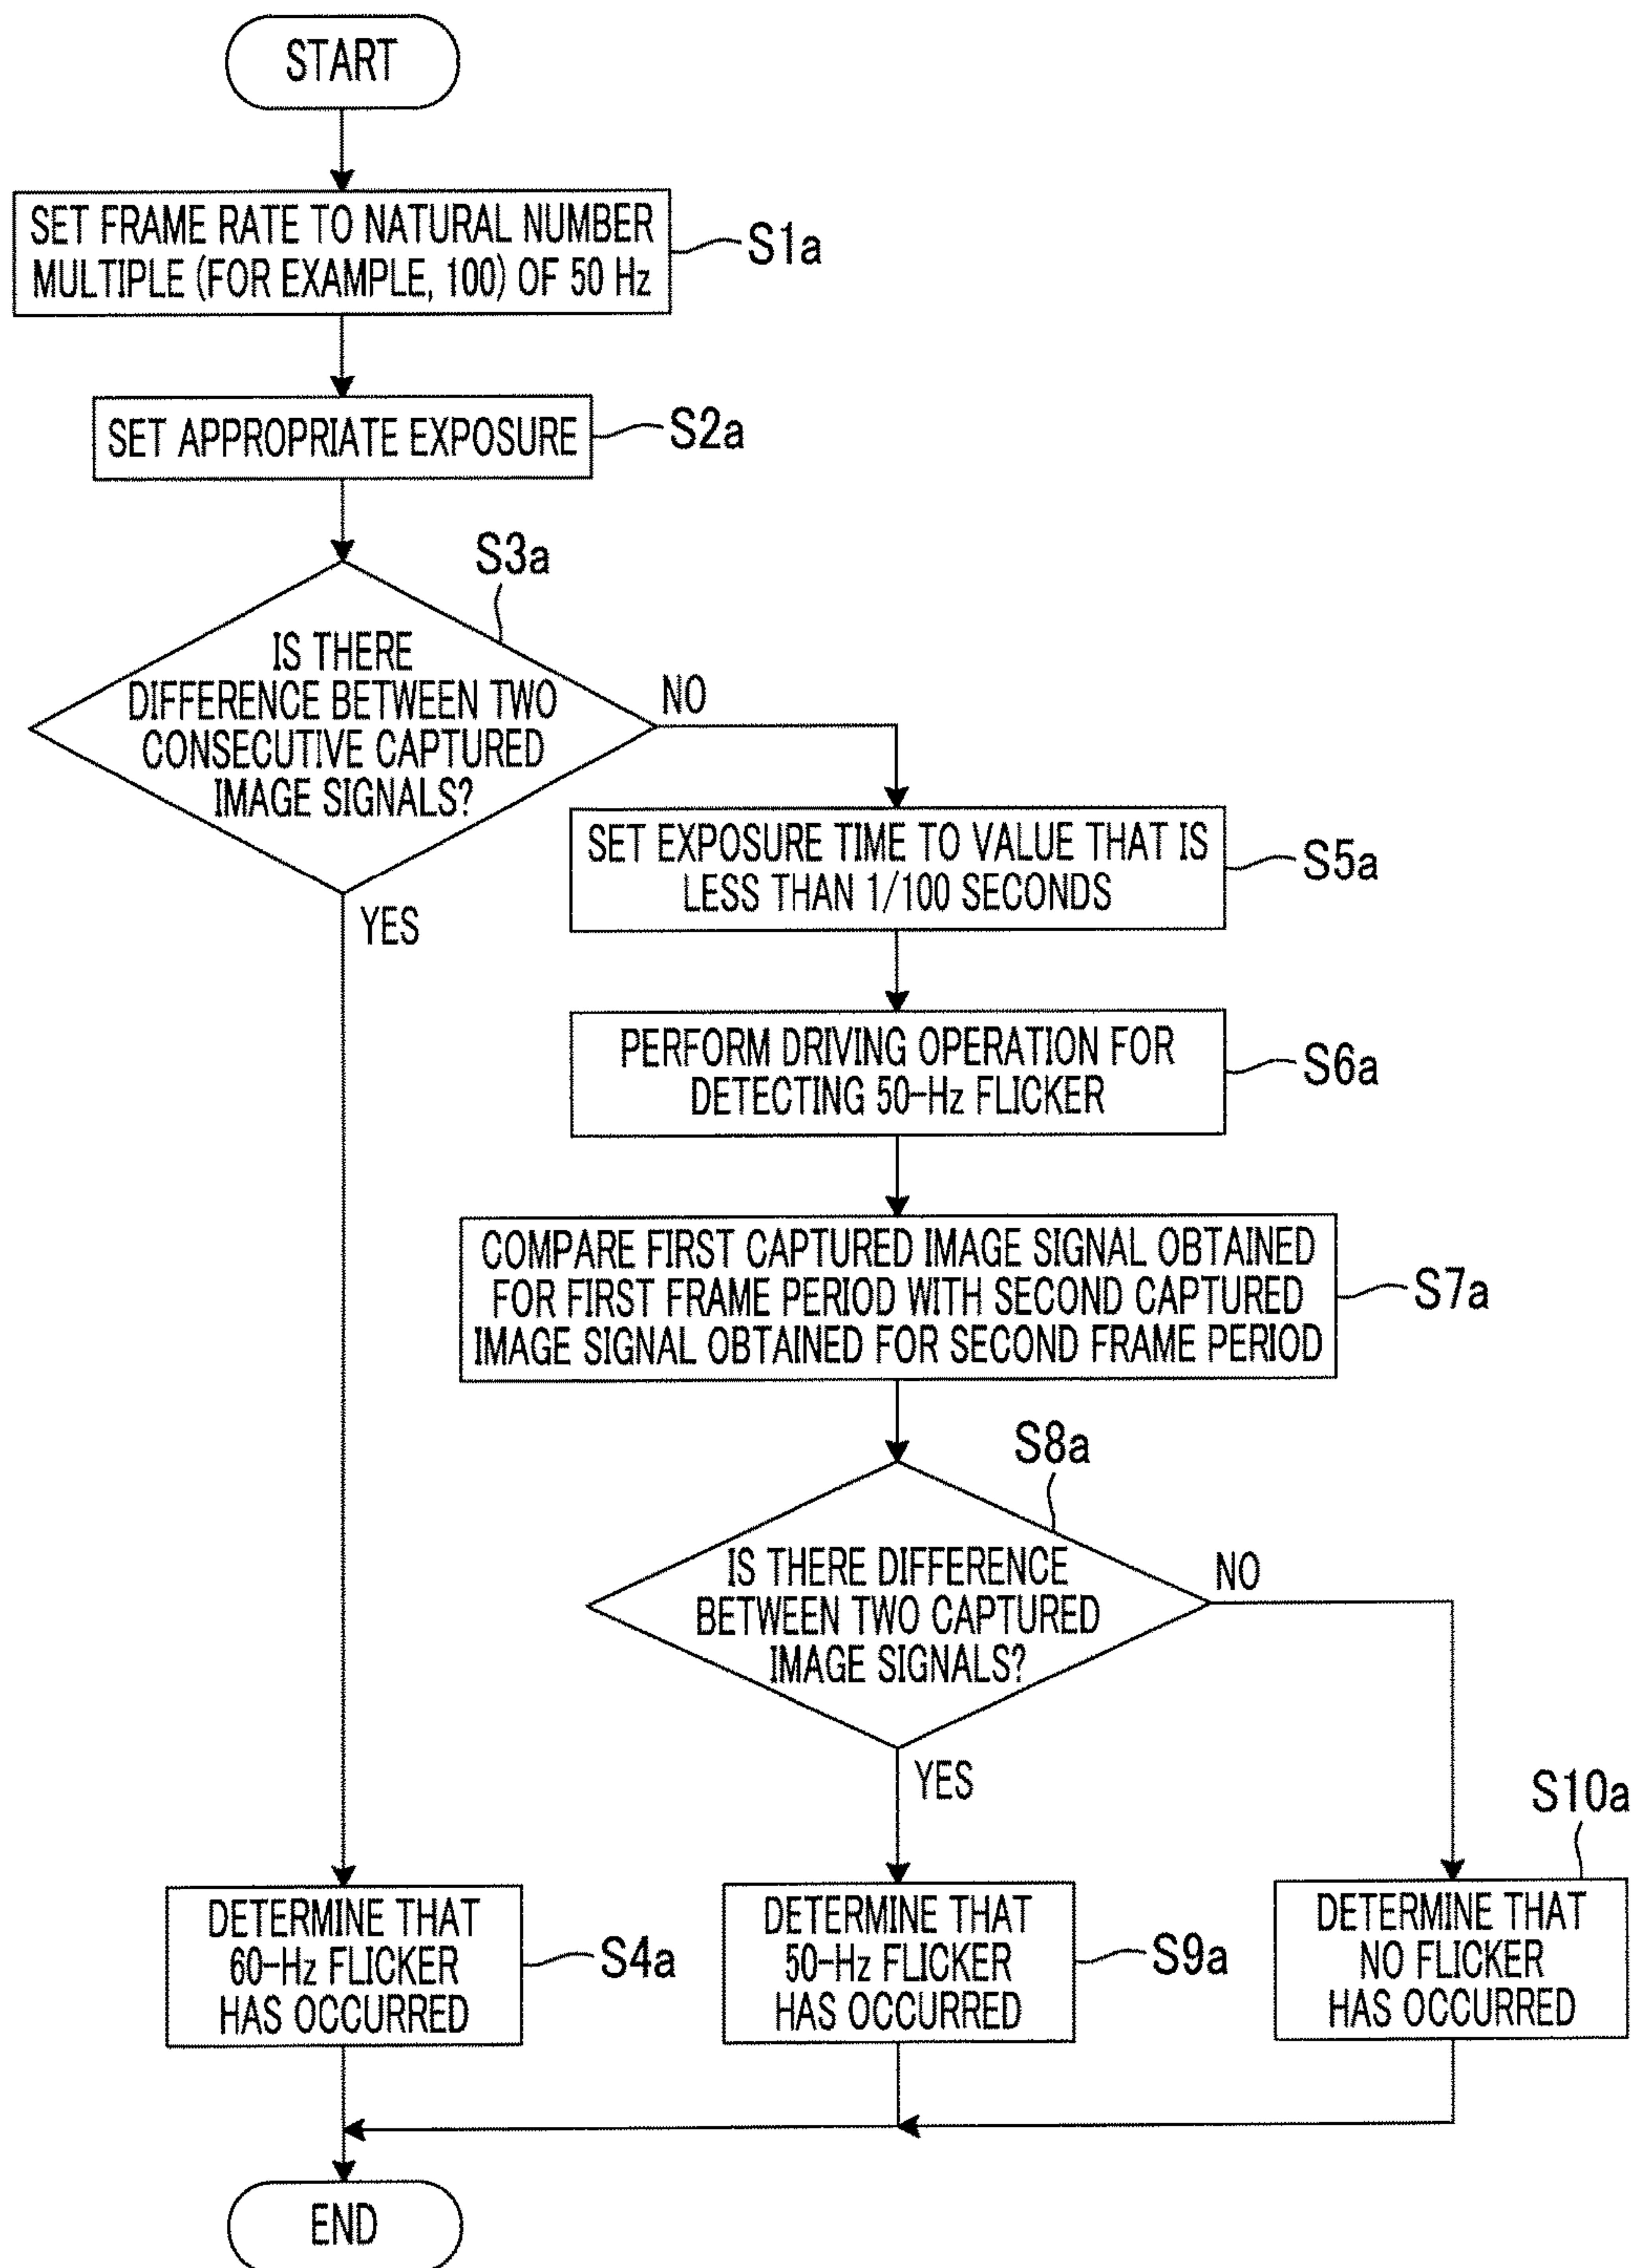 START
SET FRAME RATE TO NATURAL NUMBER
MULTIPLE (FOR EXAMPLE, 100) OF 50 Hz
S1a
SET APPROPRIATE EXPOSURE
S2a
S3a
IS THERE
DIFFERENCE BETWEEN TWO
CONSECUTIVE CAPTURED
IMAGE SIGNALS?
NO
YES
SET EXPOSURE TIME TO VALUE THAT IS
LESS THAN 1/100 SECONDS
S5a
PERFORM DRIVING OPERATION FOR
DETECTING 50-Hz FLICKER
S6a
COMPARE FIRST CAPTURED IMAGE SIGNAL OBTAINED
FOR FIRST FRAME PERIOD WITH SECOND CAPTURED
IMAGE SIGNAL OBTAINED FOR SECOND FRAME PERIOD
S7a
S8a
IS THERE DIFFERENCE
BETWEEN TWO CAPTURED
IMAGE SIGNALS?
NO
YES
DETERMINE THAT
60-Hz FLICKER
HAS OCCURRED
S4a
DETERMINE THAT
50-Hz FLICKER
HAS OCCURRED
S9a
S10a
DETERMINE THAT
NO FLICKER
HAS OCCURRED
END